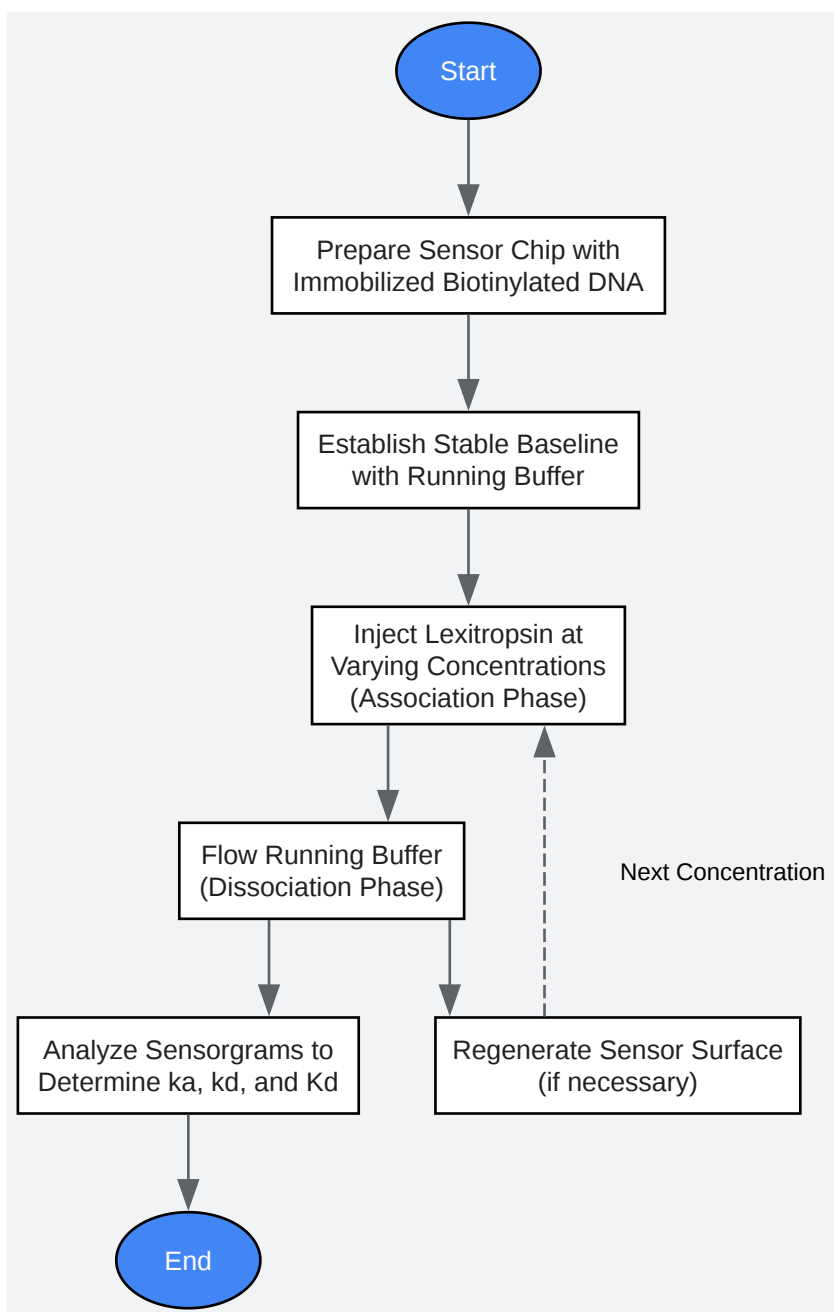 Start
Prepare Sensor Chip with
Immobilized Biotinylated DNA
Establish Stable Baseline
with Running Buffer
Inject Lexitropsin at
Varying Concentrations
(Association Phase)
Flow Running Buffer
(Dissociation Phase)
Next Concentration
Analyze Sensorgrams to
Determine ka, kd, and Kd
Regenerate Sensor Surface
(if necessary)
End